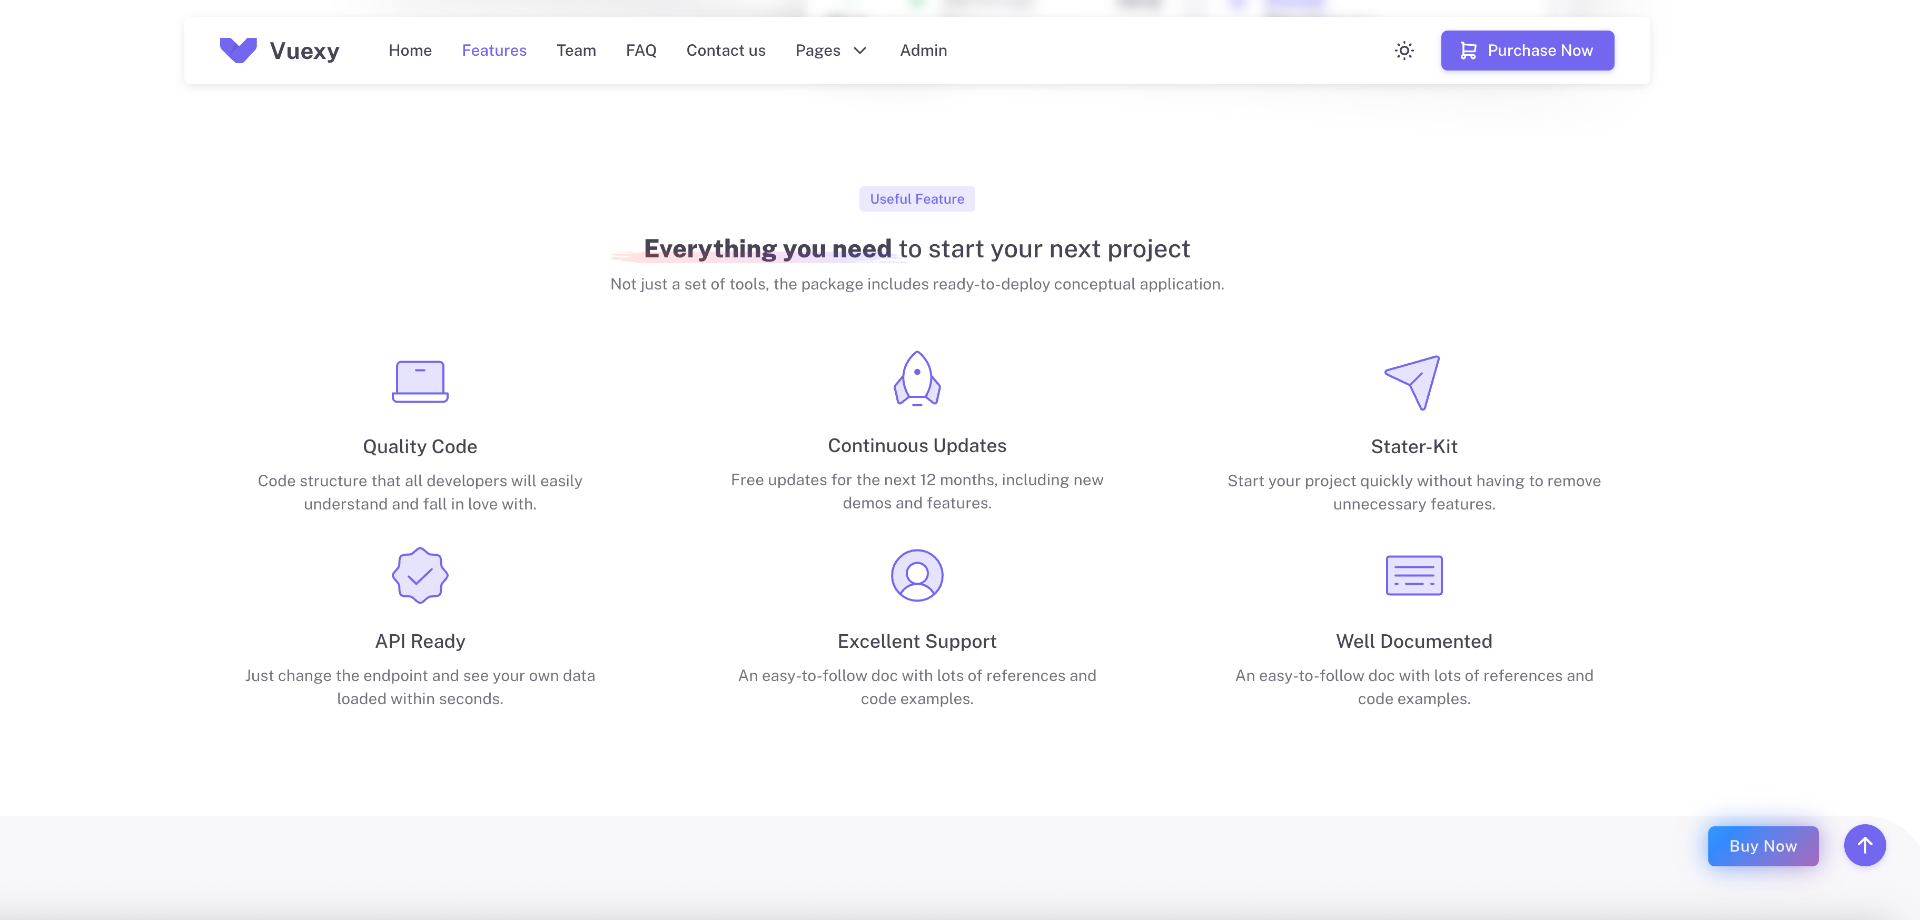 Vuexy
Home Features Team FAQ Contact us Pages Admin
Purchase Now
Useful Feature
Everything you need to start your next project
Not just a set of tools, the package includes ready-to-deploy conceptual application.
Quality Code
Code structure that all developers will easily
understand and fall in love with.
Continuous Updates
Free updates for the next 12 months, including new
demos and features.
Stater-Kit
Start your project quickly without having to remove
unnecessary features.
API Ready
Just change the endpoint and see your own data
loaded within seconds.
Excellent Support
An easy-to-follow doc with lots of references and
code examples.
Well Documented
An easy-to-follow doc with lots of references and
code examples.
Buy Now